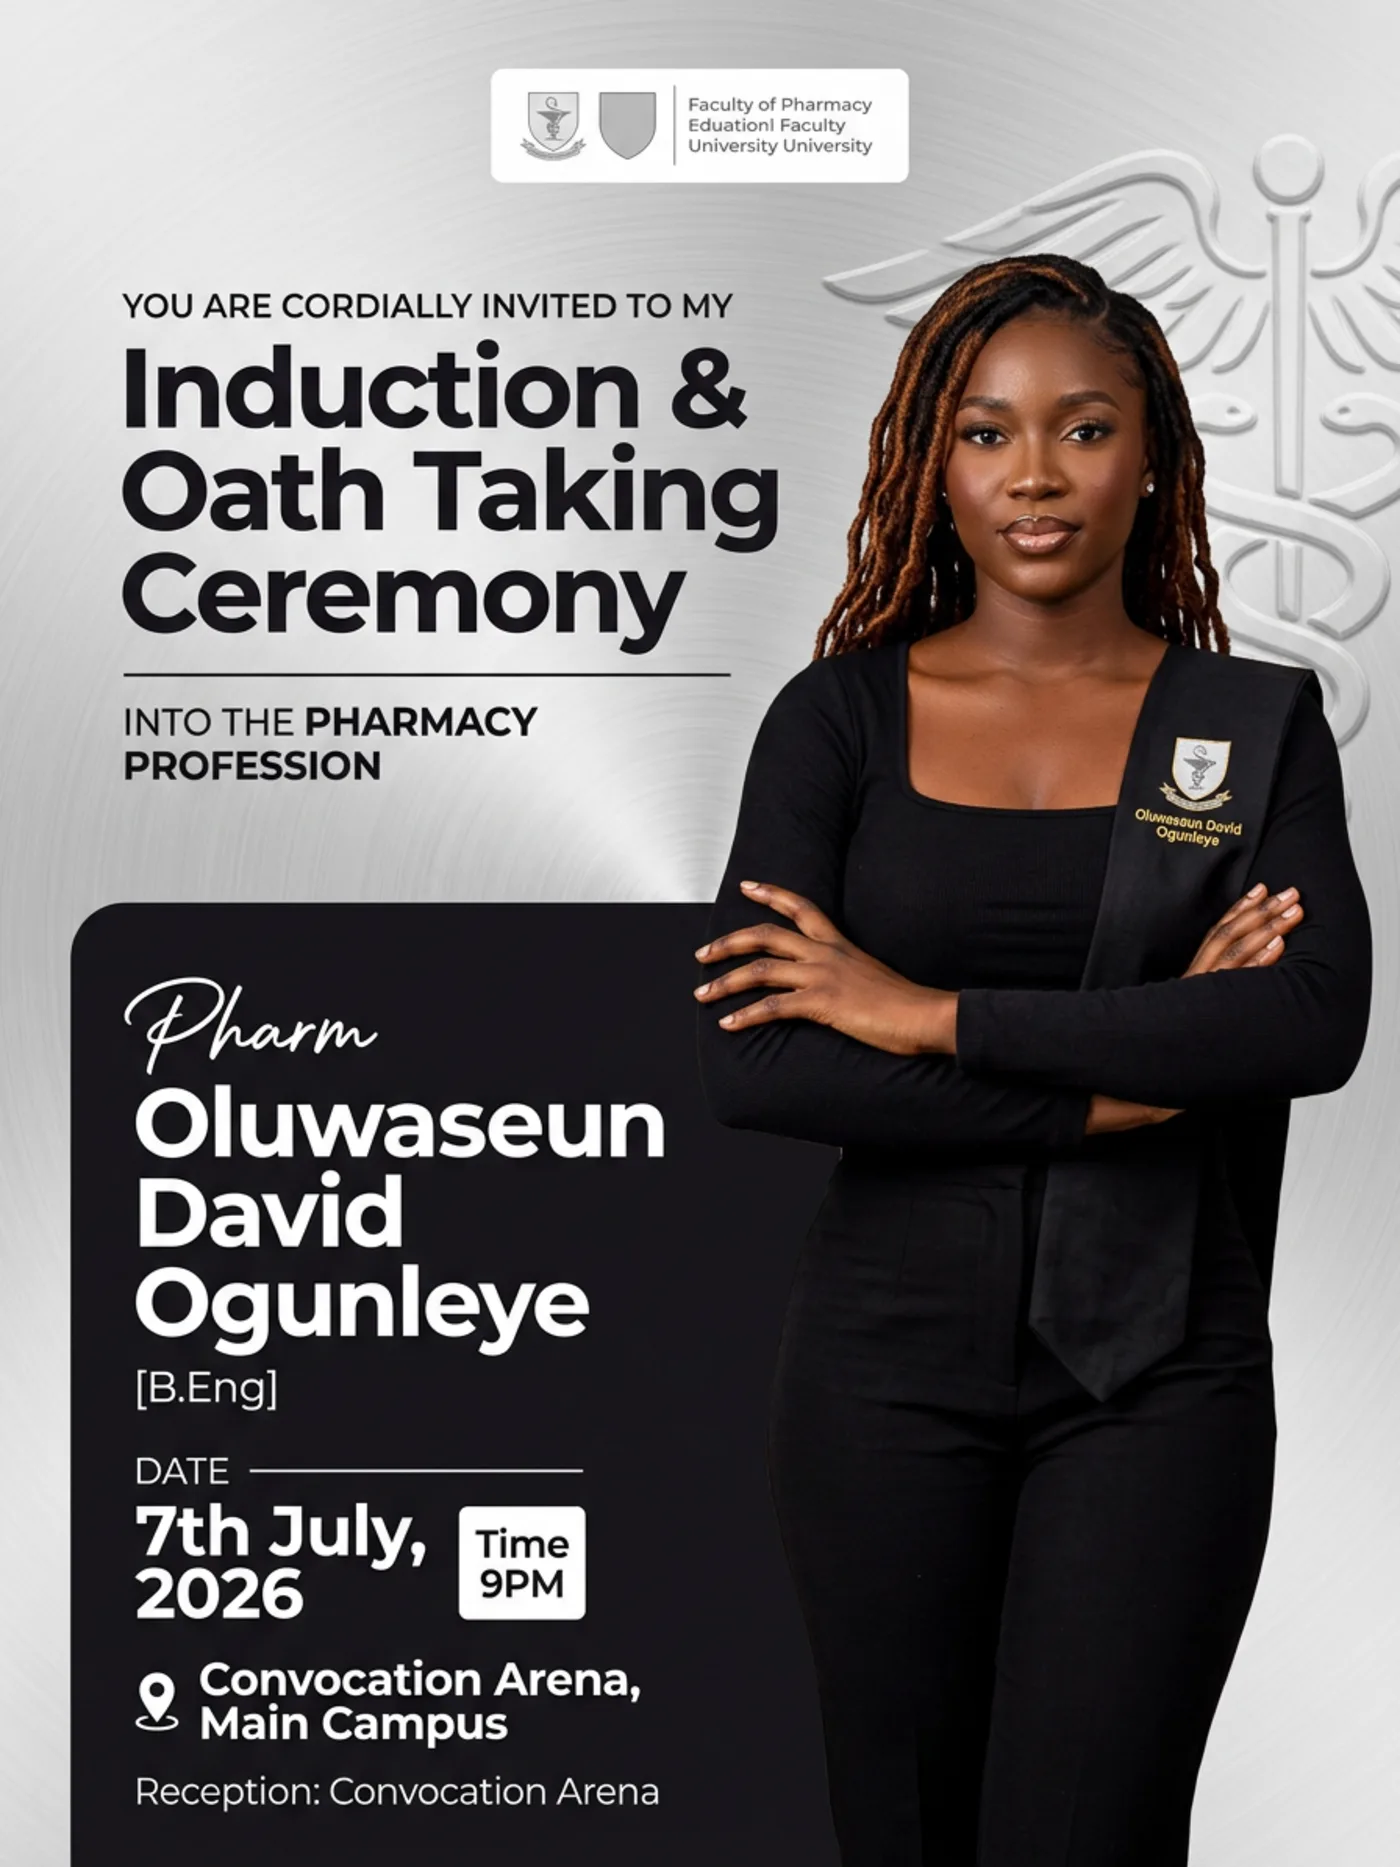 Faculty of Pharmacy
Eduationl Faculty
University University
YOU ARE CORDIALLY INVITED TO MY
Induction &
Oath Taking
Ceremony
INTO THE PHARMACY
PROFESSION
Oluwaseun David
Ogunleye
Pharm
Oluwaseun
David
Ogunleye
[B.Eng]
DATE
7th July,
2026
Time
9PM
Convocation Arena,
Main Campus
Reception: Convocation Arena